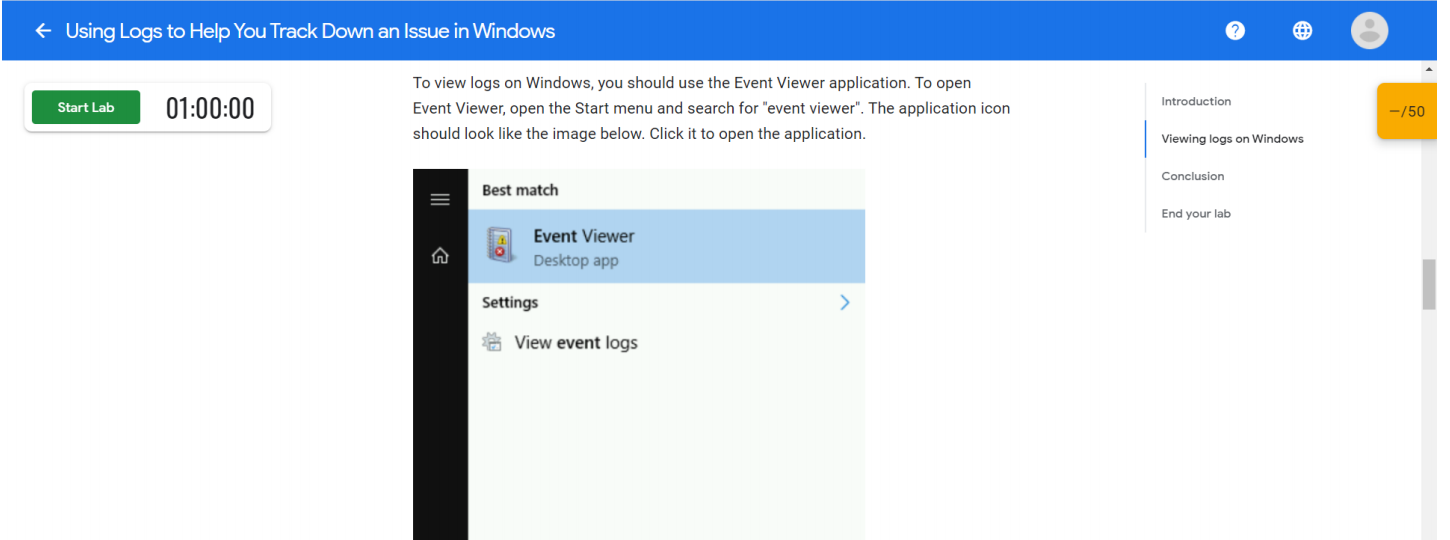 Using Logs to Help You Track Down an Issue in Windows
Start Lab
01:00:00
To view logs on Windows, you should use the Event Viewer application. To open
Event Viewer, open the Start menu and search for "event viewer". The application icon
should look like the image below. Click it to open the application.
Best match
Event Viewer
Desktop app
Settings
View event logs
Introduction
Viewing logs on Windows
Conclusion
End your lab
—/50